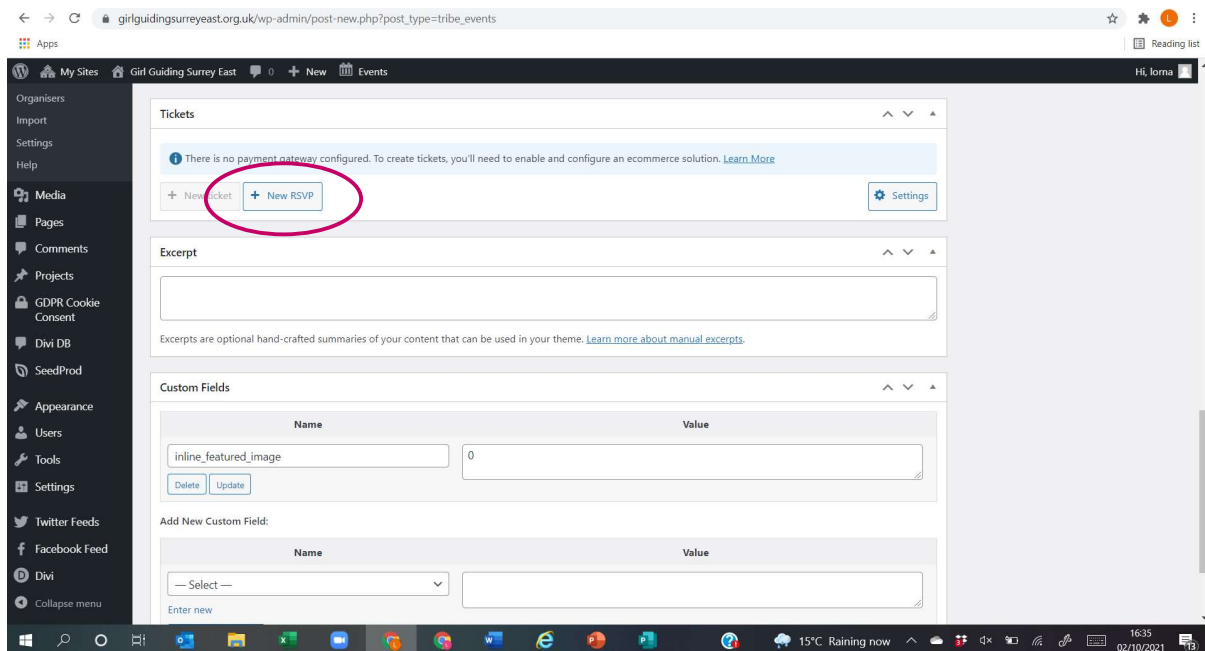 girlguidingsurreyeast.org.uk/wp-admin/post-new.php?post_type=tribe_events
L
Apps
Reading list
My Sites Girl Guiding Surrey East 0 + New Events Hi, lorna
Organisers
Import
Settings
Help
Media
Pages
Comments
Projects
GDPR Cookie
Consent
Divi DB
SeedProd
Appearance
Users
Tools
Settings
Twitter Feeds
Facebook Feed
Divi
Collapse menu
Tickets
There is no payment gateway configured. To create tickets, you'll need to enable and configure an ecommerce solution. Learn More
+ New ticket + New RSVP Settings
Excerpt
Excerpts are optional hand-crafted summaries of your content that can be used in your theme. Learn more about manual excerpts.
Custom Fields
Name Value
inline_featured_image 0
Delete Update
Add New Custom Field:
Name Value
— Select —
Enter new
15°C Raining now
16:35
02/10/2021